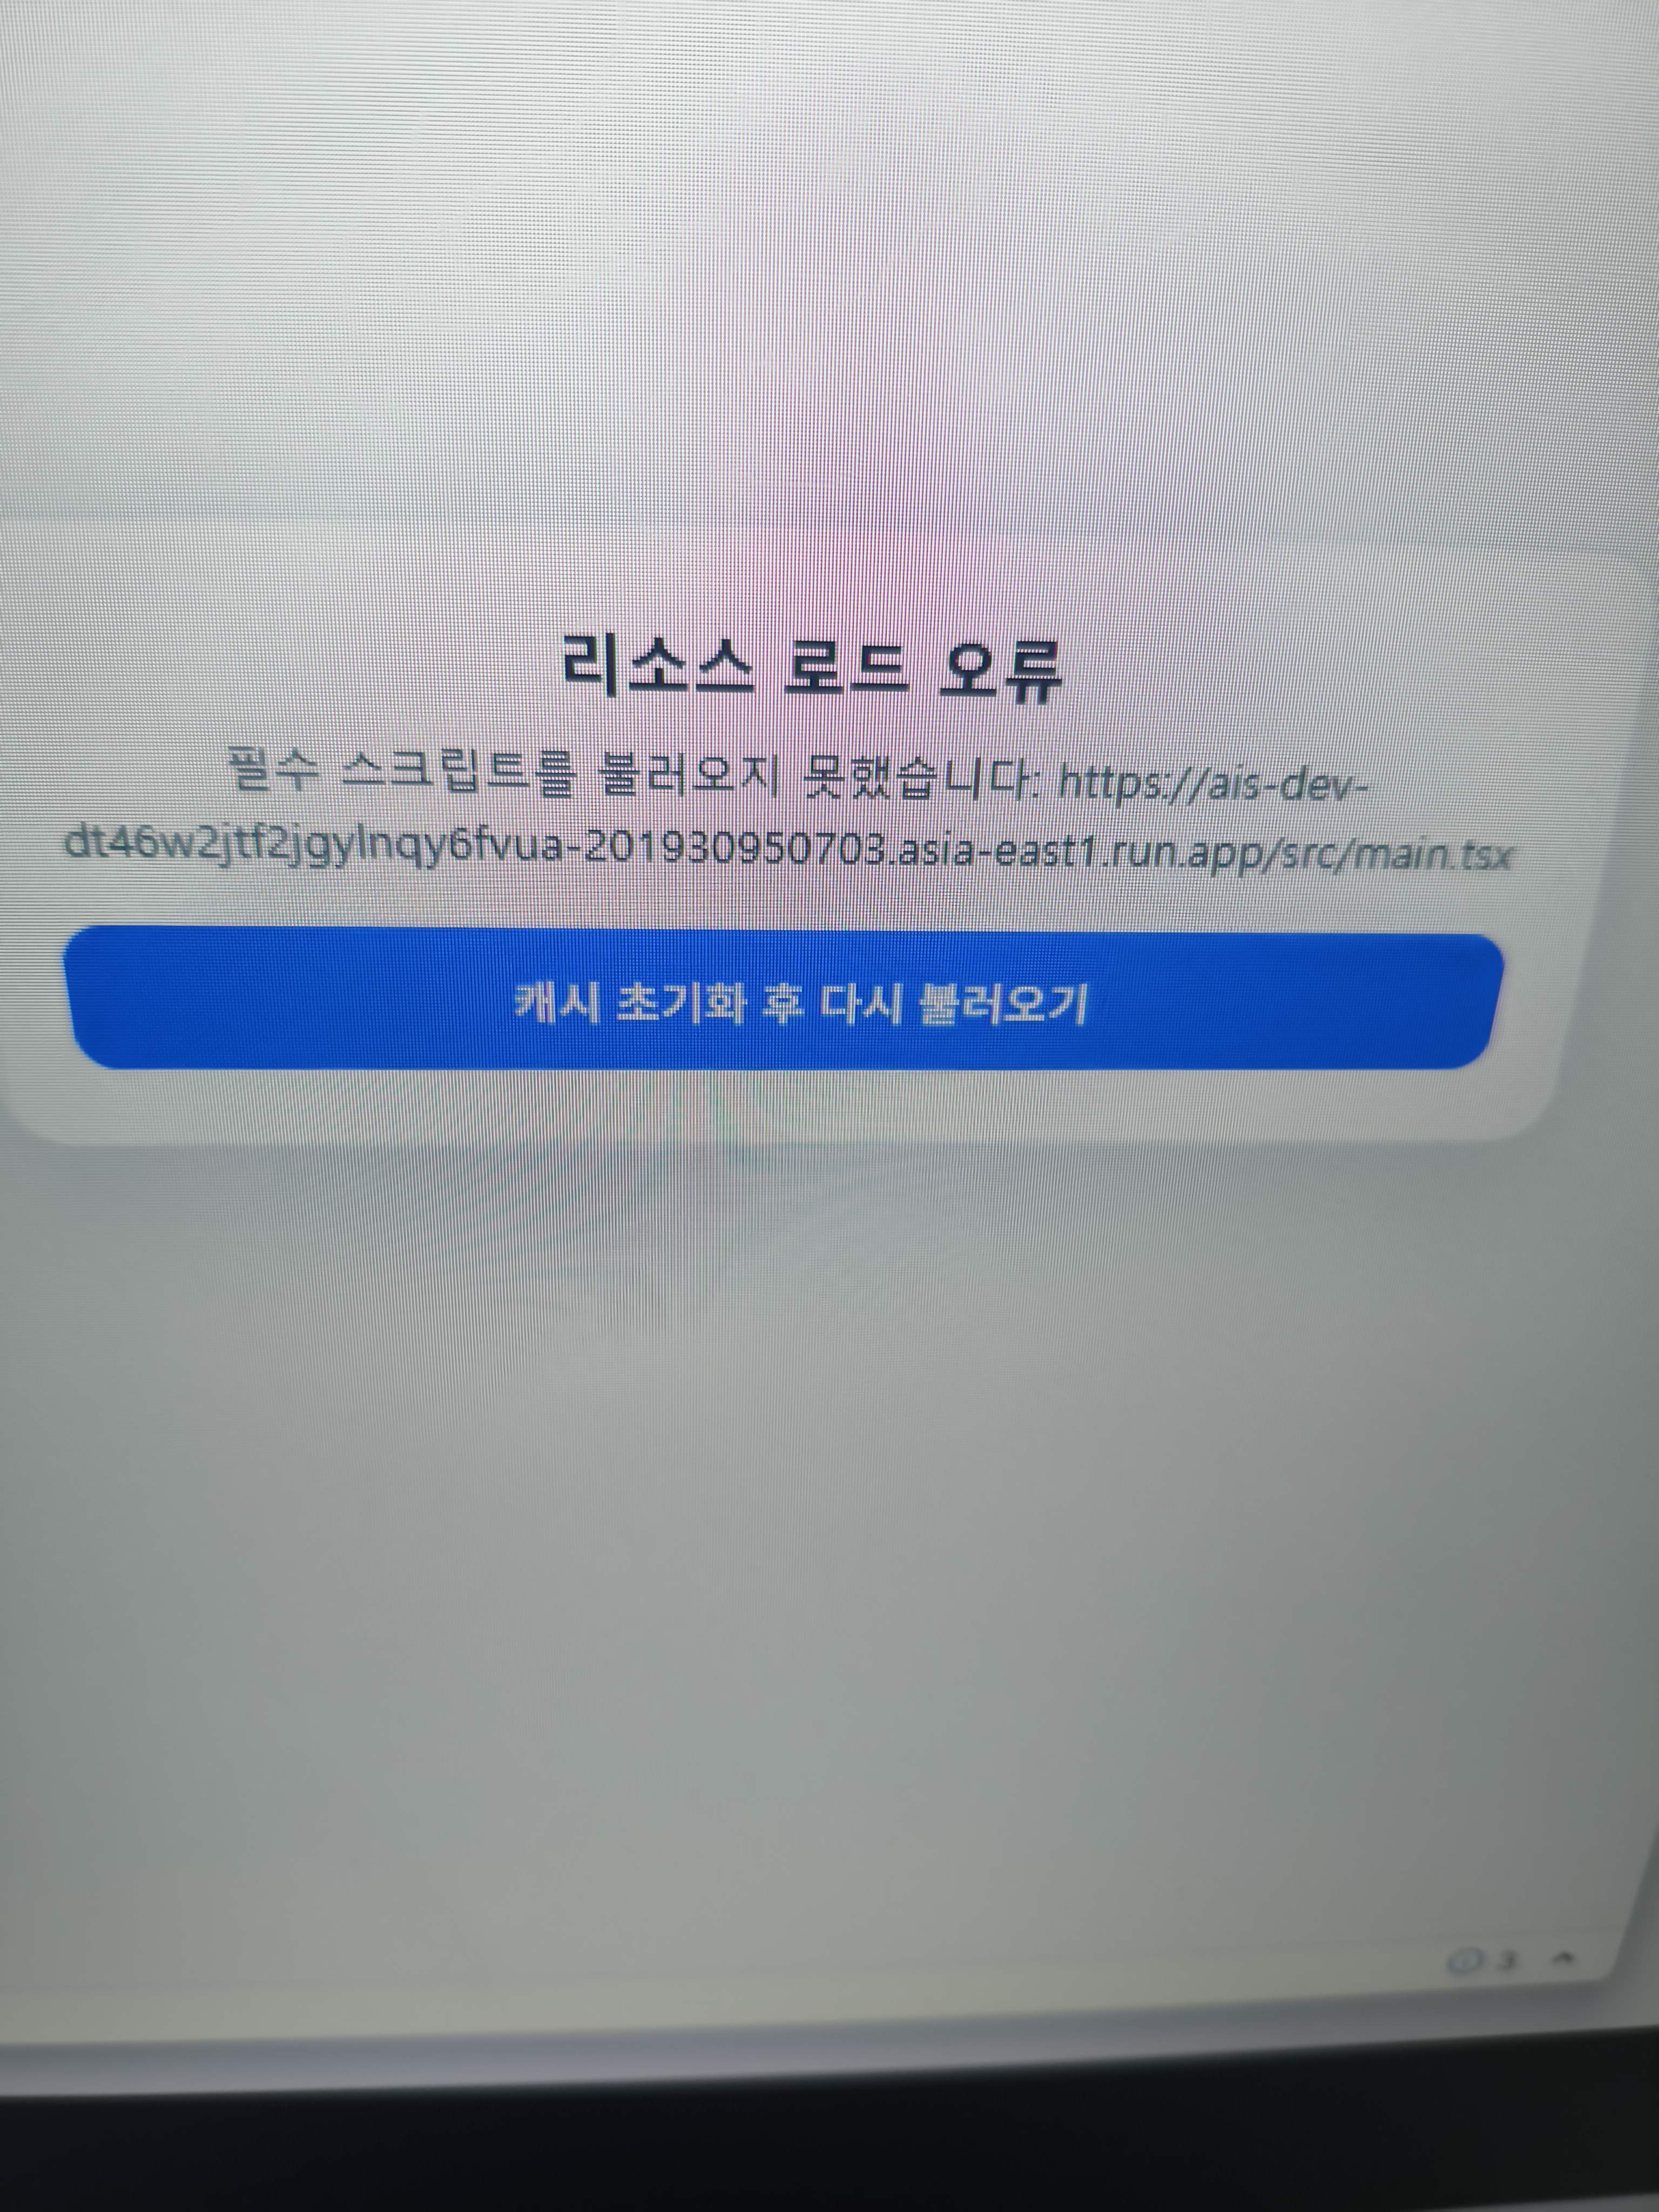 리소스 로드 오류
필수 스크립트를 불러오지 못했습니다: https://ais-dev-
dt46w2jtf2jgylnqy6fvua-201930950703.asia-east1.run.app/src/main.tsx
캐시 초기화 후 다시 불러오기
3